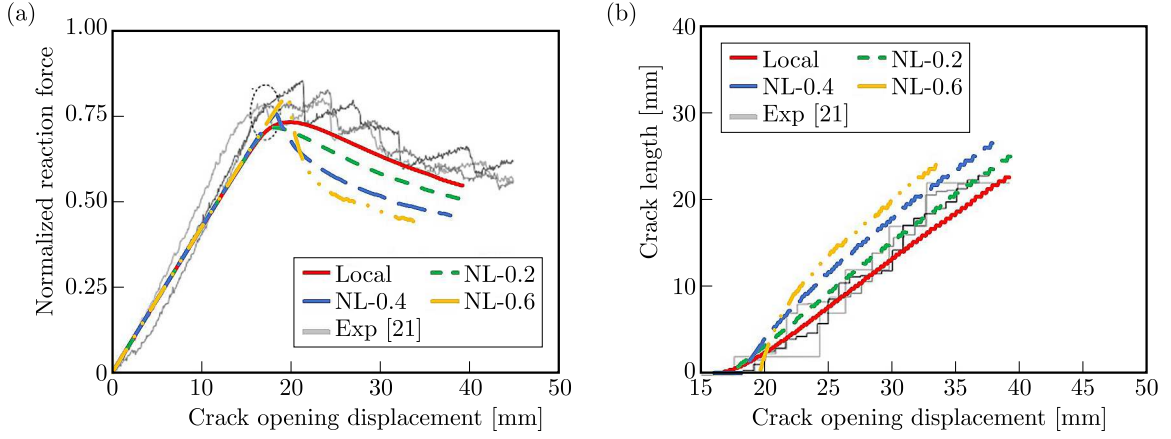 (a)
1.00
0.75
0.50
0.25
0
Normalized reaction force
0 10 20 30 40 50
Crack opening displacement [mm]
Local NL-0.2
NL-0.4 NL-0.6
Exp [21]
(b)
40
30
20
10
0
Crack length [mm]
15 20 25 30 35 40 45 50
Crack opening displacement [mm]
Local NL-0.2
NL-0.4 NL-0.6
Exp [21]